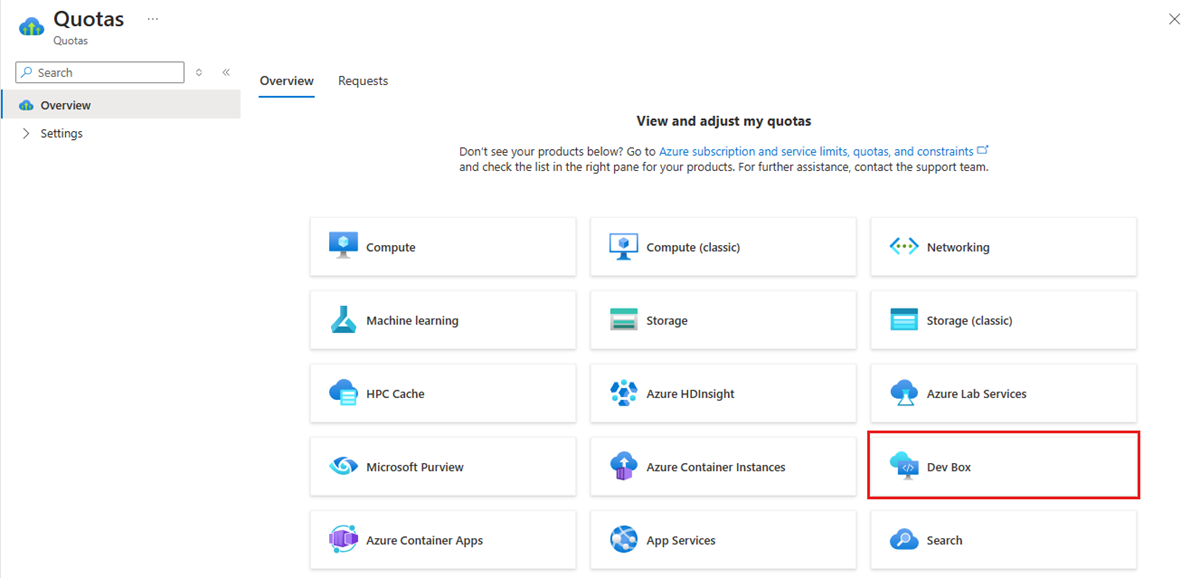 Quotas
...
Quotas
Search
Overview
Settings
Overview Requests
View and adjust my quotas
Don't see your products below? Go to Azure subscription and service limits, quotas, and constraints
and check the list in the right pane for your products. For further assistance, contact the support team.
Compute Compute (classic) Networking
Machine learning Storage Storage (classic)
HPC Cache Azure HDInsight Azure Lab Services
Microsoft Purview Azure Container Instances Dev Box
Azure Container Apps App Services Search